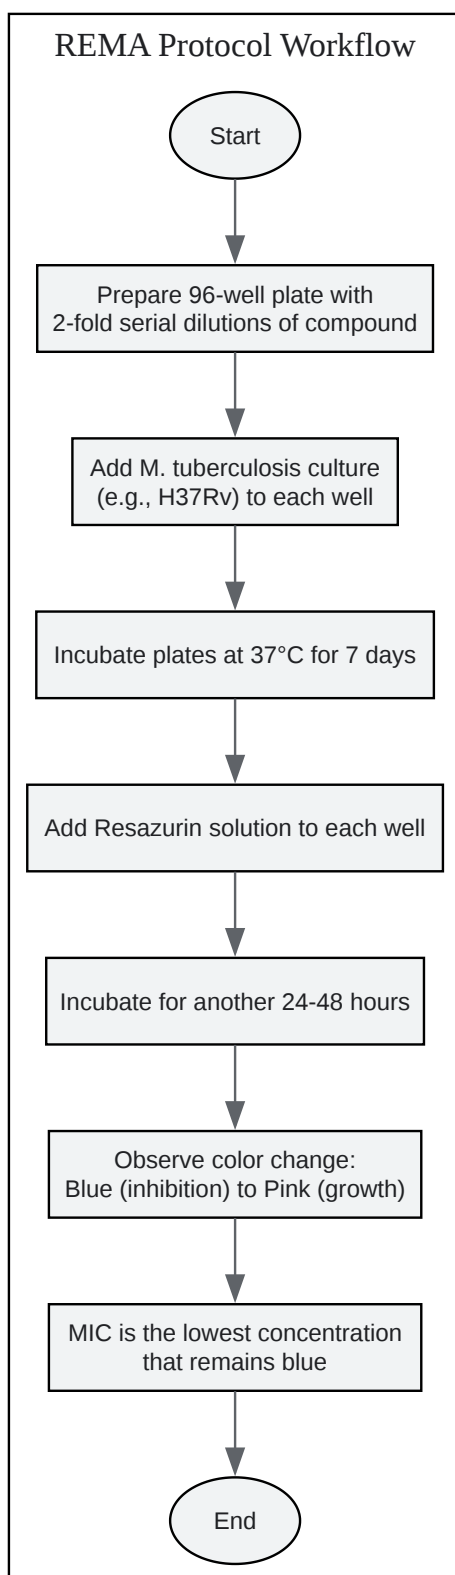 REMA Protocol Workflow
Start
Prepare 96-well plate with
2-fold serial dilutions of compound
Add M. tuberculosis culture
(e.g., H37Rv) to each well
Incubate plates at 37°C for 7 days
Add Resazurin solution to each well
Incubate for another 24-48 hours
Observe color change:
Blue (inhibition) to Pink (growth)
MIC is the lowest concentration
that remains blue
End